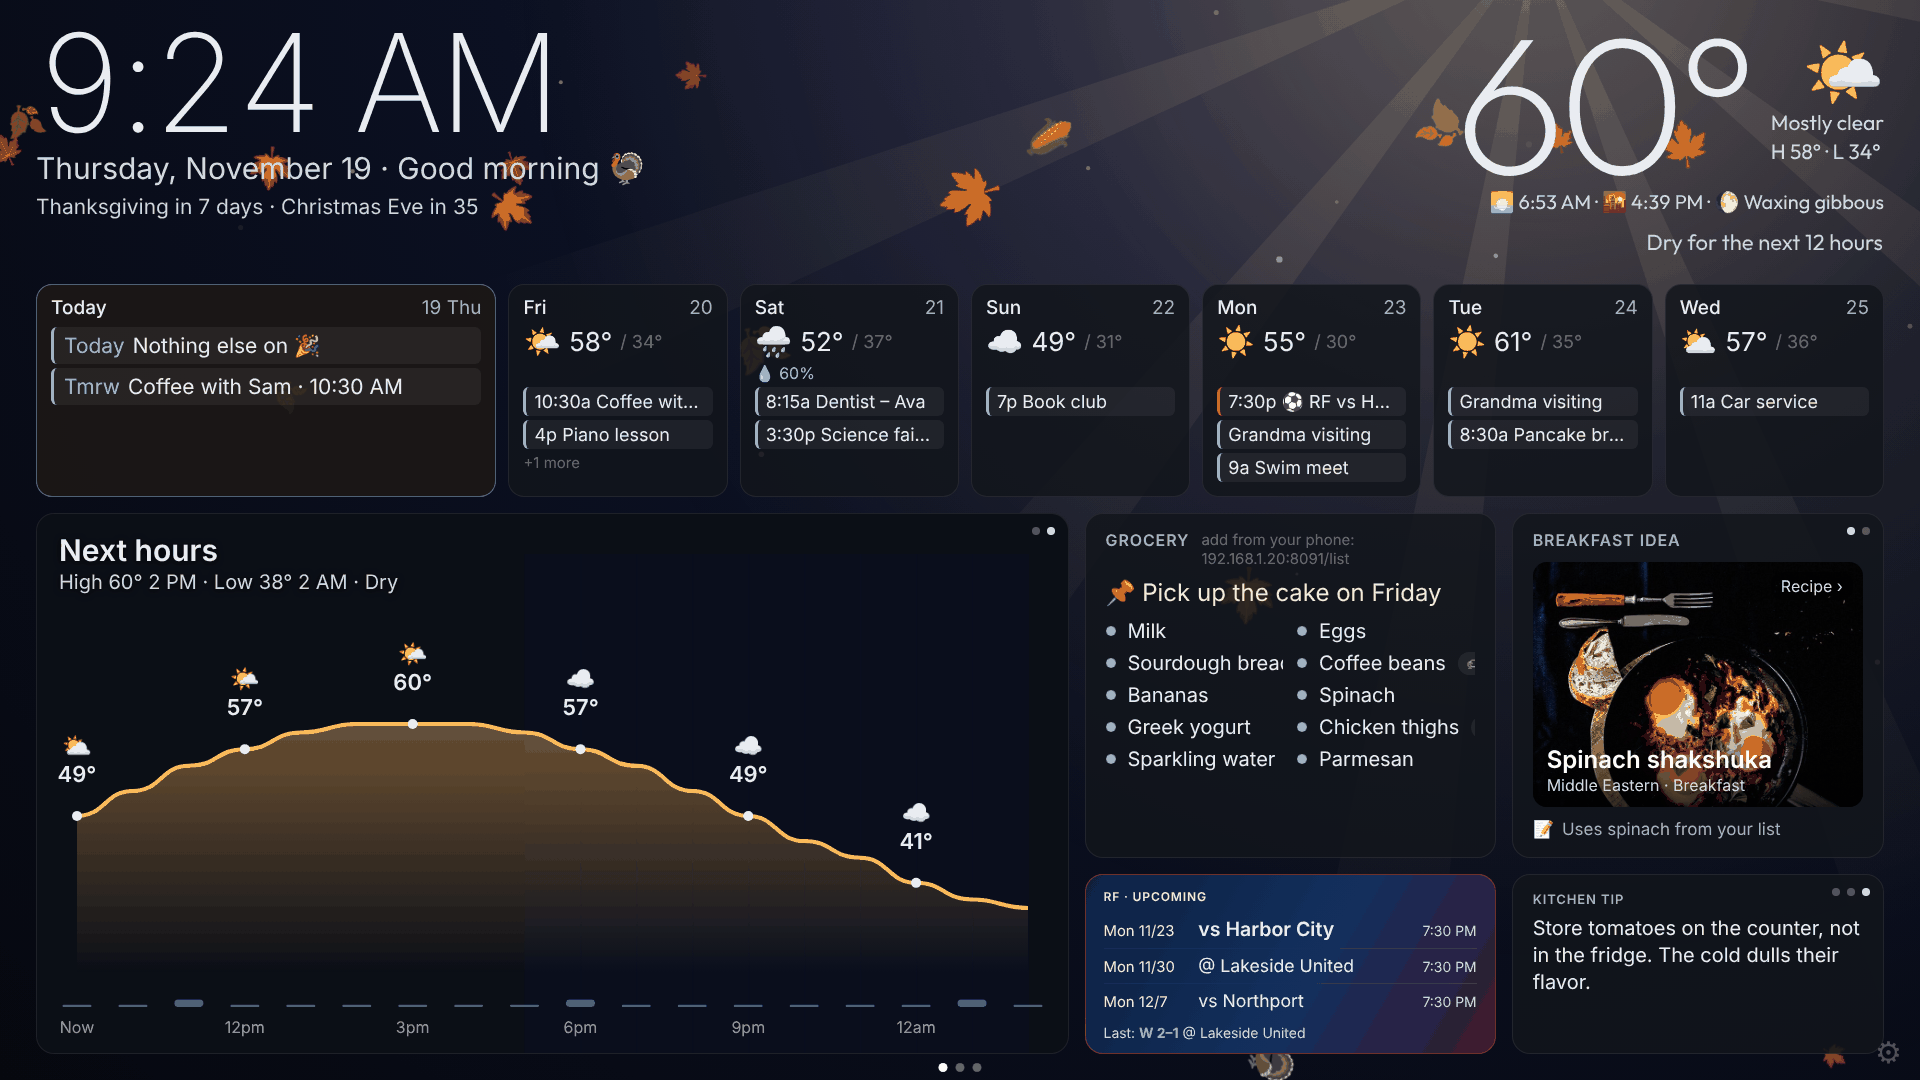 9:24 AM
Thursday, November 19 · Good morning
Thanksgiving in 7 days · Christmas Eve in 35
60°
Mostly clear
H 58° · L 34°
6:53 AM · 4:39 PM · Waxing gibbous
Dry for the next 12 hours
Today 19 Thu
Today Nothing else on
Tmrw Coffee with Sam · 10:30 AM
Fri 20
58° / 34°
10:30a Coffee wit...
4p Piano lesson
+1 more
Sat 21
52° / 37°
60%
8:15a Dentist – Ava
3:30p Science fai...
Sun 22
49° / 31°
7p Book club
Mon 23
55° / 30°
7:30p ⚽ RF vs H...
Grandma visiting
9a Swim meet
Tue 24
61° / 35°
Grandma visiting
8:30a Pancake br...
Wed 25
57° / 36°
11a Car service
Next hours
High 60° 2 PM · Low 38° 2 AM · Dry
49°
57°
60°
57°
49°
41°
Now 12pm 3pm 6pm 9pm 12am
GROCERY add from your phone:
192.168.1.20:8091/list
Pick up the cake on Friday
Milk
Sourdough bread
Bananas
Greek yogurt
Sparkling water
Eggs
Coffee beans
Spinach
Chicken thighs
Parmesan
BREAKFAST IDEA
Recipe ›
Spinach shakshuka
Middle Eastern · Breakfast
Uses spinach from your list
RF · UPCOMING
Mon 11/23 vs Harbor City 7:30 PM
Mon 11/30 @ Lakeside United 7:30 PM
Mon 12/7 vs Northport 7:30 PM
Last: W 2–1 @ Lakeside United
KITCHEN TIP
Store tomatoes on the counter, not
in the fridge. The cold dulls their
flavor.